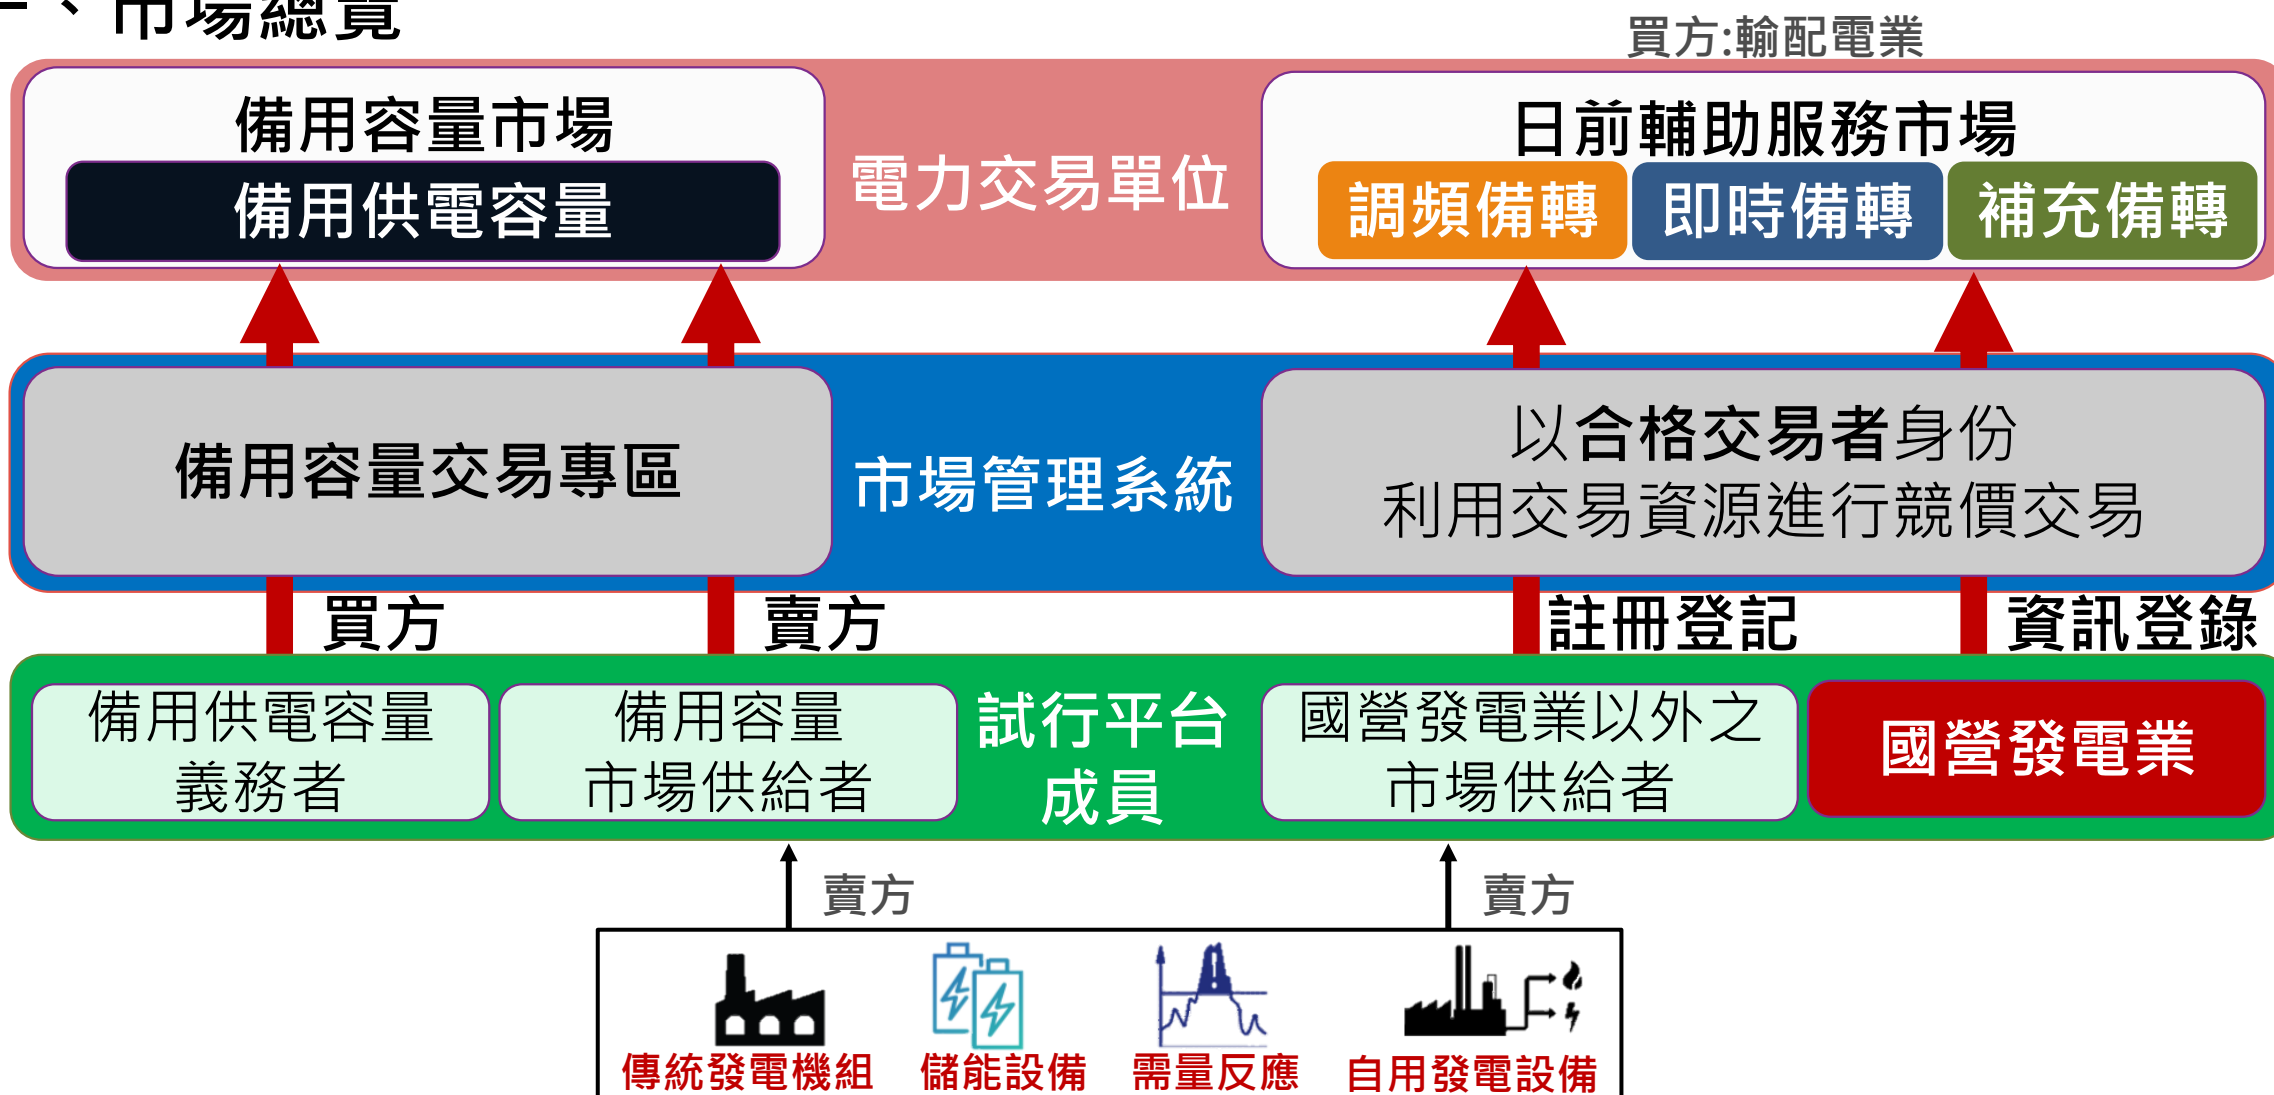 、市場總覽
買方:輸配電業
備用容量市場
備用供電容量
電力交易單位
日前輔助服務市場
調頻備轉
即時備轉
補充備轉
備用容量交易專區
市場管理系統
以合格交易者身份
利用交易資源進行競價交易
買方
賣方
註冊登記
資訊登錄
備用供電容量
義務者
備用容量
市場供給者
試行平台
成員
國營發電業以外之
市場供給者
國營發電業
賣方
賣方
傳統發電機組
儲能設備
需量反應
自用發電設備